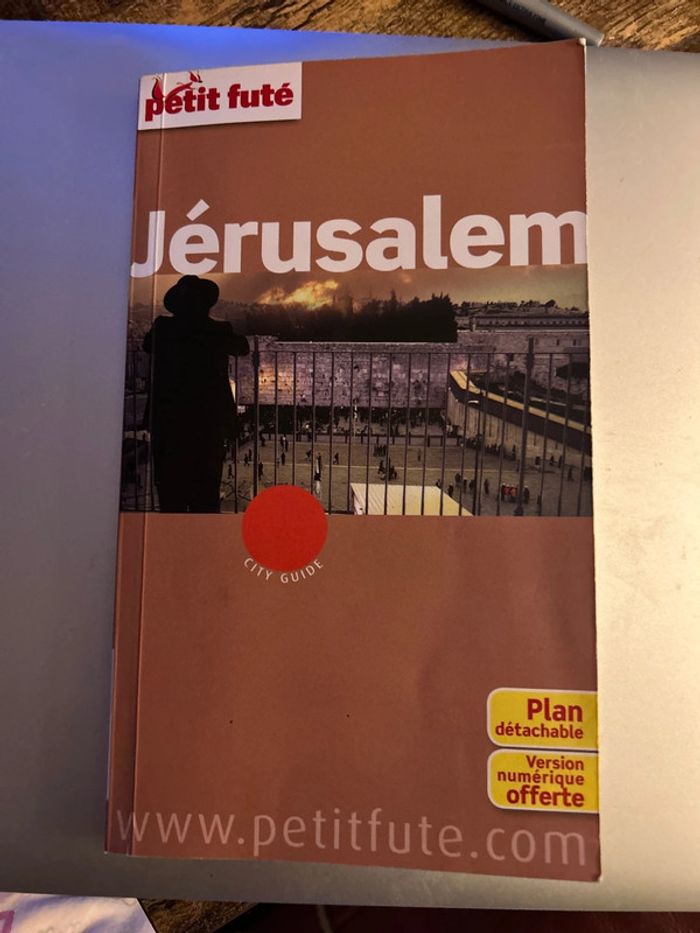 petit futé
Jérusalem
CITY GUIDE
Plan
détachable
Version
numérique
offerte
www.petitfute.com